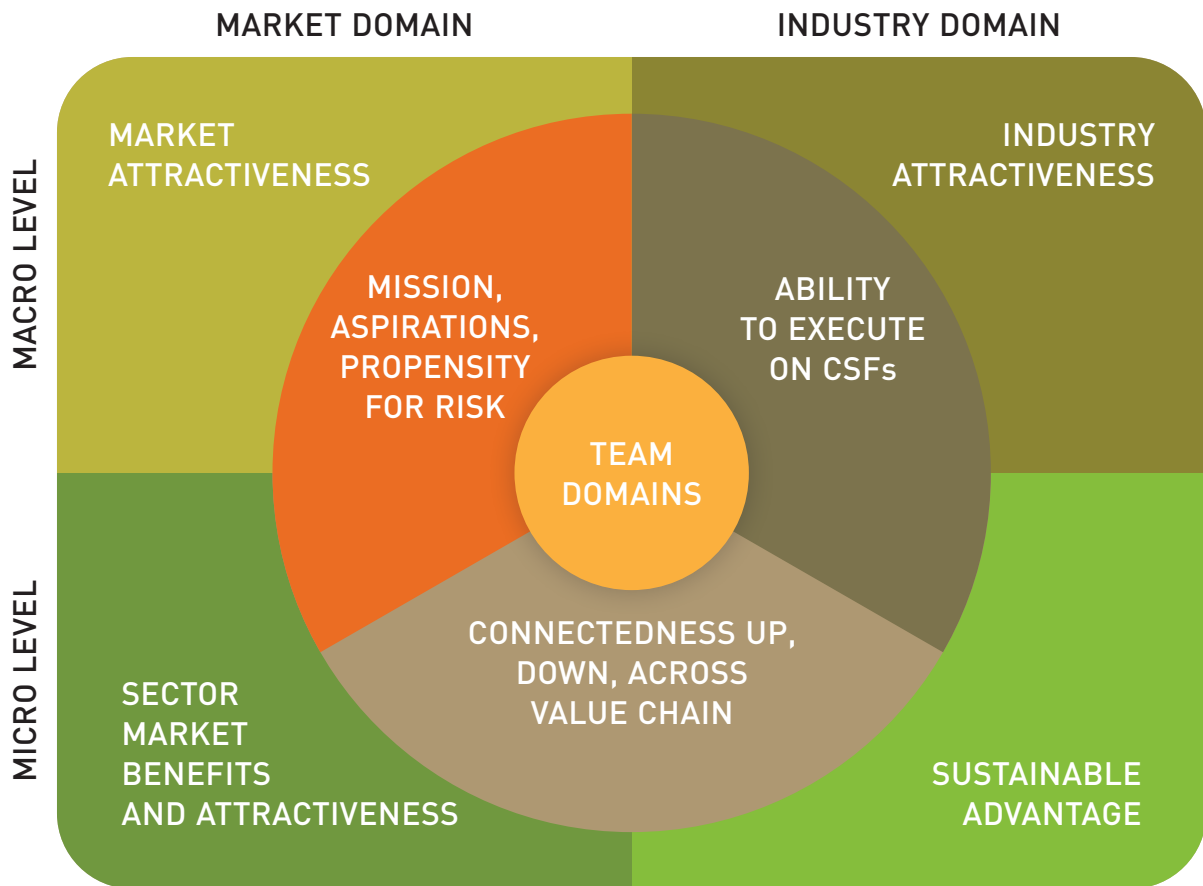 MARKET DOMAIN
INDUSTRY DOMAIN
MACRO LEVEL
MICRO LEVEL
MARKET
ATTRACTIVENESS
INDUSTRY
ATTRACTIVENESS
MISSION,
ASPIRATIONS,
PROPENSITY
FOR RISK
ABILITY
TO EXECUTE
ON CSFs
TEAM
DOMAINS
CONNECTEDNESS UP,
DOWN, ACROSS
VALUE CHAIN
SECTOR
MARKET
BENEFITS
AND ATTRACTIVENESS
SUSTAINABLE
ADVANTAGE